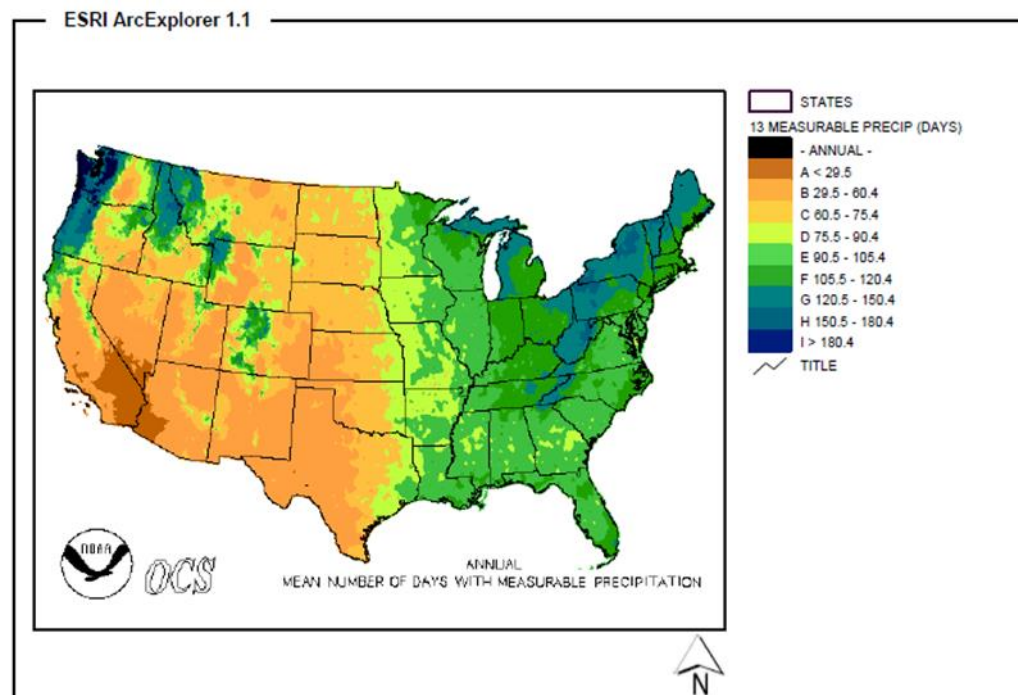 ESRI ArcExplorer 1.1
STATES
13 MEASURABLE PRECIP (DAYS)
- ANNUAL -
A < 29.5
B 29.5 - 60.4
C 60.5 - 75.4
D 75.5 - 90.4
E 90.5 - 105.4
F 105.5 - 120.4
G 120.5 - 150.4
H 150.5 - 180.4
I > 180.4
TITLE
NOAA
OCS
ANNUAL
MEAN NUMBER OF DAYS WITH MEASURABLE PRECIPITATION
N